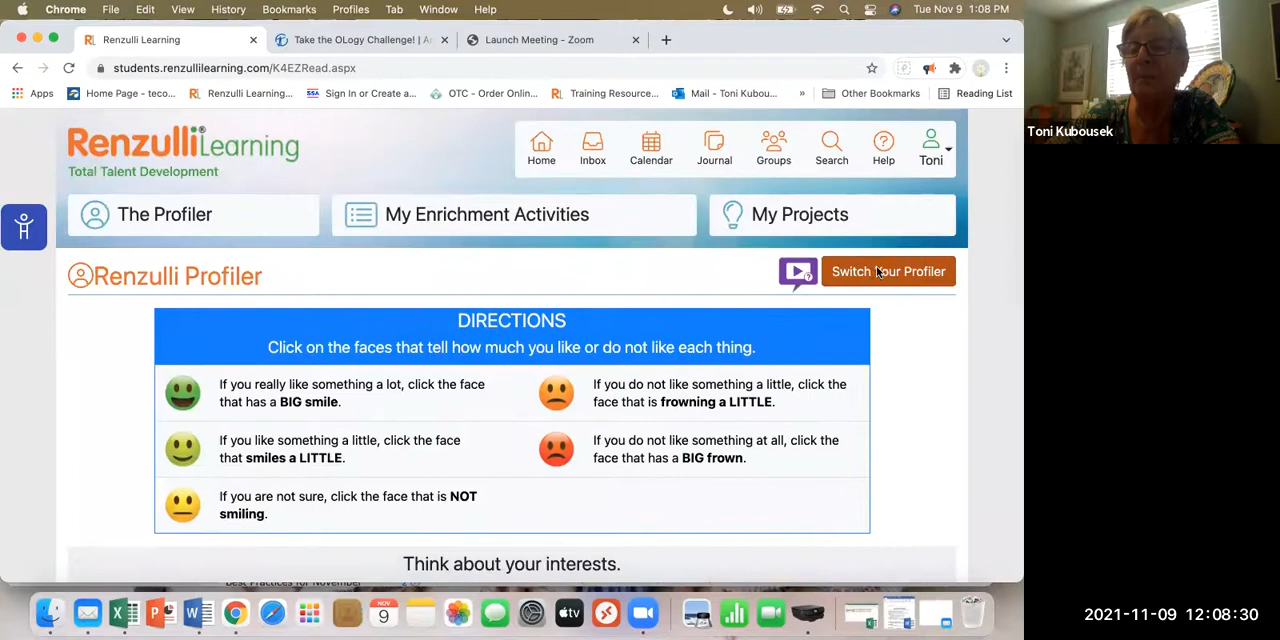 Chrome File Edit View History Bookmarks Profiles Tab Window Help Tue Nov 9 1:08 PM
Renzulli Learning Take the OLogy Challenge! | A Launch Meeting - Zoom
students.renzullilearning.com/K4EZRead.aspx
Apps Home Page - teco... Renzulli Learning... SSA Sign In or Create a... OTC - Order Onlin... Training Resource... Mail - Toni Kubou... » Other Bookmarks Reading List
Toni Kubousek
Renzulli® Learning
Total Talent Development
Home Inbox Calendar Journal Groups Search Help Toni
The Profiler My Enrichment Activities My Projects
Renzulli Profiler Switch Your Profiler
DIRECTIONS
Click on the faces that tell how much you like or do not like each thing.
If you really like something a lot, click the face
that has a BIG smile.
If you do not like something a little, click the
face that is frowning a LITTLE.
If you like something a little, click the face
that smiles a LITTLE.
If you do not like something at all, click the
face that has a BIG frown.
If you are not sure, click the face that is NOT
smiling.
Think about your interests.
Best Practices for November
NOV
9
tv
2021-11-09 12:08:30